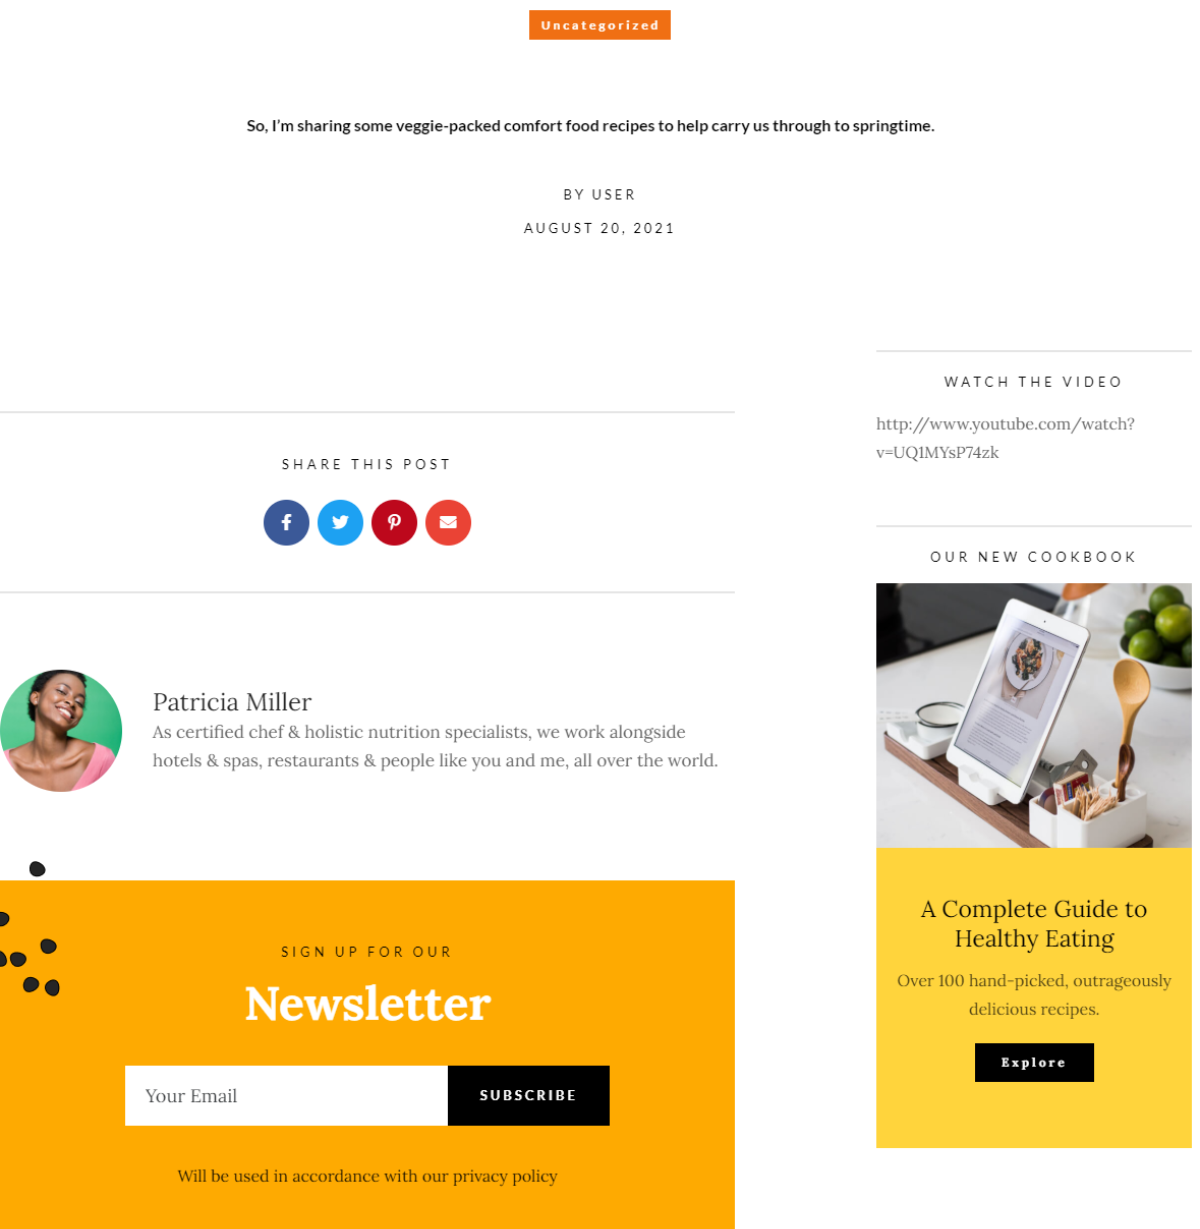 Uncategorized
So, I’m sharing some veggie-packed comfort food recipes to help carry us through to springtime.
BY USER
AUGUST 20, 2021
SHARE THIS POST
Patricia Miller
As certified chef & holistic nutrition specialists, we work alongside
hotels & spas, restaurants & people like you and me, all over the world.
SIGN UP FOR OUR
Newsletter
Your Email
SUBSCRIBE
Will be used in accordance with our privacy policy
WATCH THE VIDEO
http://www.youtube.com/watch?
v=UQ1MYsP74zk
OUR NEW COOKBOOK
A Complete Guide to
Healthy Eating
Over 100 hand-picked, outrageously
delicious recipes.
Explore